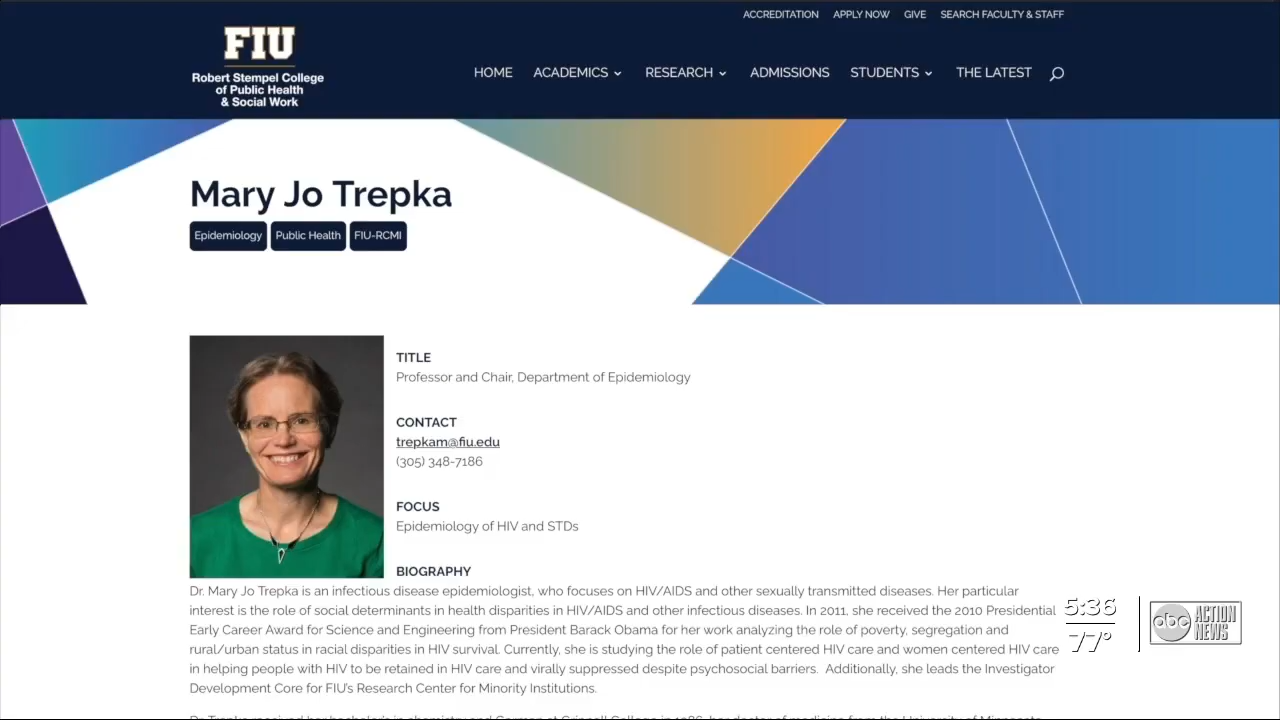 ACCREDITATION APPLY NOW GIVE SEARCH FACULTY & STAFF
FIU
Robert Stempel College
of Public Health
& Social Work
HOME ACADEMICS RESEARCH ADMISSIONS STUDENTS THE LATEST
Mary Jo Trepka
Epidemiology Public Health FIU-RCMI
TITLE
Professor and Chair, Department of Epidemiology
CONTACT
trepkam@fiu.edu
(305) 348-7186
FOCUS
Epidemiology of HIV and STDs
BIOGRAPHY
Dr. Mary Jo Trepka is an infectious disease epidemiologist, who focuses on HIV/AIDS and other sexually transmitted diseases. Her particular
interest is the role of social determinants in health disparities in HIV/AIDS and other infectious diseases. In 2011, she received the 2010 Presidential
Early Career Award for Science and Engineering from President Barack Obama for her work analyzing the role of poverty, segregation and
rural/urban status in racial disparities in HIV survival. Currently, she is studying the role of patient centered HIV care and women centered HIV care
in helping people with HIV to be retained in HIV care and virally suppressed despite psychosocial barriers. Additionally, she leads the Investigator
Development Core for FIU's Research Center for Minority Institutions.
5:36
77°
abc ACTION
NEWS